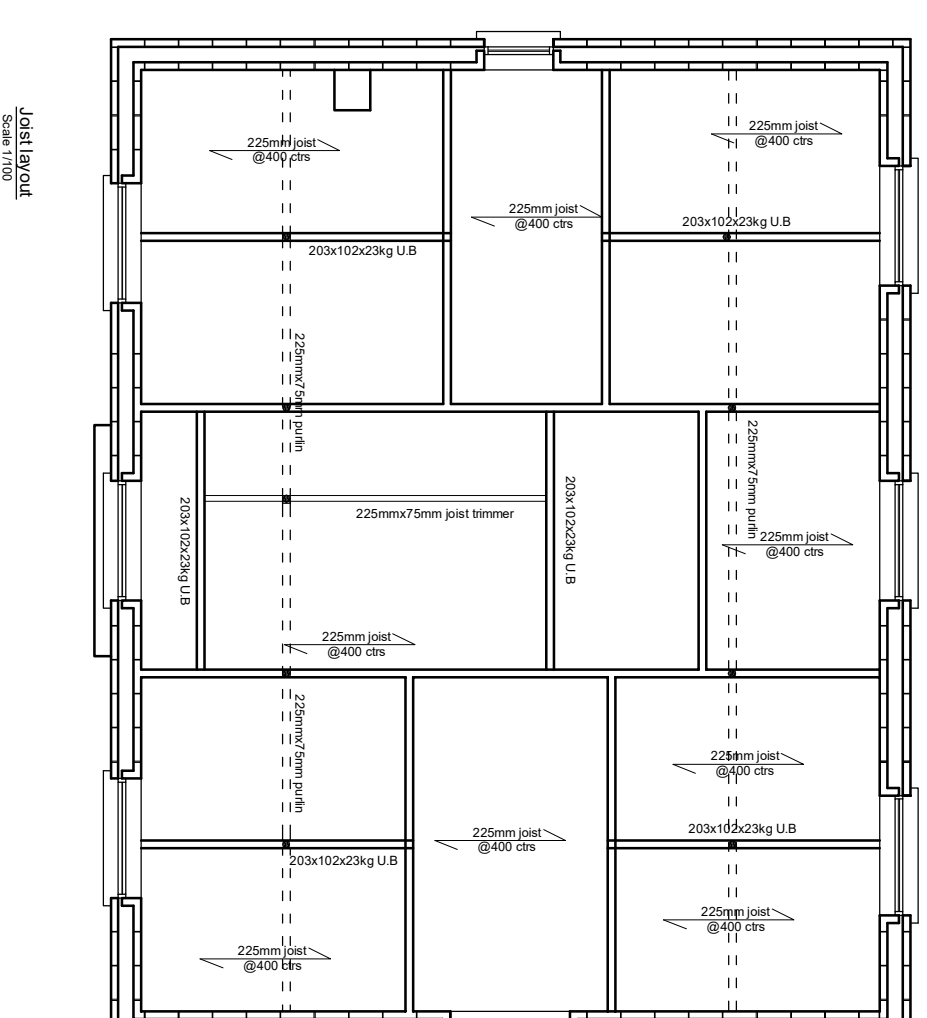 Joist layout
Scale 1/100
225mm joist
@400 ctrs
225mm joist
@400 ctrs
225mm joist
@400 ctrs
203x102x23kg U.B
203x102x23kg U.B
225mmx75mm purlin
225mmx75mm purlin
203x102x23kg U.B
203x102x23kg U.B
225mmx75mm joist trimmer
225mm joist
@400 ctrs
225mm joist
@400 ctrs
225mmx75mm purlin
225mm joist
@400 ctrs
203x102x23kg U.B
225mm joist
@400 ctrs
203x102x23kg U.B
225mm joist
@400 ctrs
225mm joist
@400 ctrs